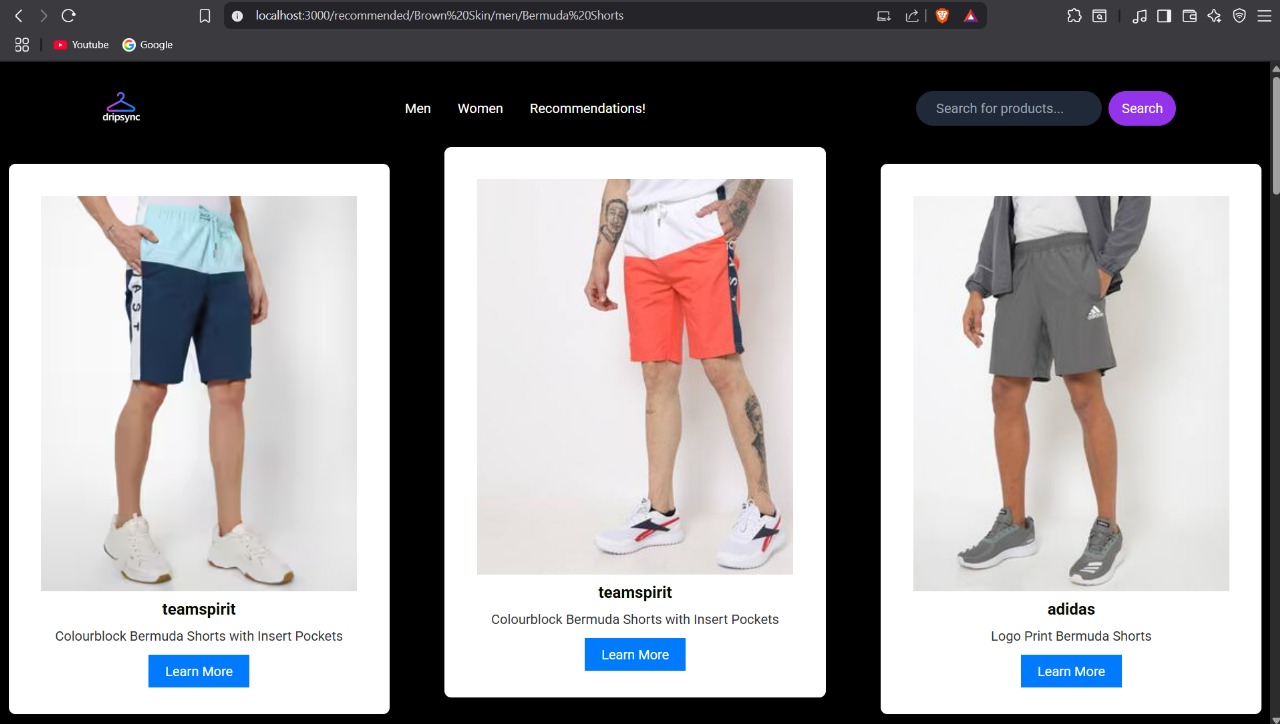 localhost:3000/recommended/Brown%20Skin/men/Bermuda%20Shorts
Youtube
Google
dripsync
Men
Women
Recommendations!
Search for products...
Search
AST
adidas
teamspirit
Colourblock Bermuda Shorts with Insert Pockets
Learn More
teamspirit
Colourblock Bermuda Shorts with Insert Pockets
Learn More
adidas
Logo Print Bermuda Shorts
Learn More